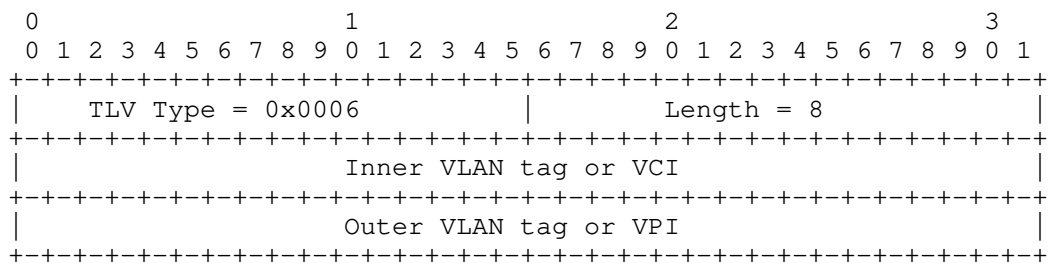 0                   1                   2                   3
 0 1 2 3 4 5 6 7 8 9 0 1 2 3 4 5 6 7 8 9 0 1 2 3 4 5 6 7 8 9 0 1
+-+-+-+-+-+-+-+-+-+-+-+-+-+-+-+-+-+-+-+-+-+-+-+-+-+-+-+-+-+-+-+-+
|    TLV Type = 0x0006          |        Length = 8             |
+-+-+-+-+-+-+-+-+-+-+-+-+-+-+-+-+-+-+-+-+-+-+-+-+-+-+-+-+-+-+-+-+
|                    Inner VLAN tag or VCI                      |
+-+-+-+-+-+-+-+-+-+-+-+-+-+-+-+-+-+-+-+-+-+-+-+-+-+-+-+-+-+-+-+-+
|                    Outer VLAN tag or VPI                      |
+-+-+-+-+-+-+-+-+-+-+-+-+-+-+-+-+-+-+-+-+-+-+-+-+-+-+-+-+-+-+-+-+